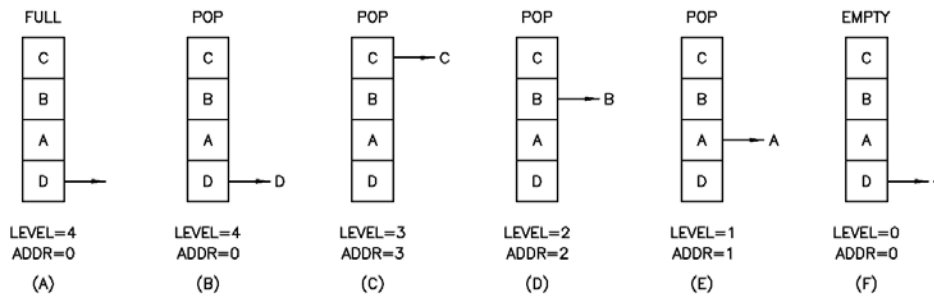 FULL POP POP POP POP EMPTY
C C C → C C C C
B B B B → B B B
A A A A A → A A
D D → D D D D D
LEVEL=4 LEVEL=4 LEVEL=3 LEVEL=2 LEVEL=1 LEVEL=0
ADDR=0 ADDR=0 ADDR=3 ADDR=2 ADDR=1 ADDR=0
(A) (B) (C) (D) (E) (F)